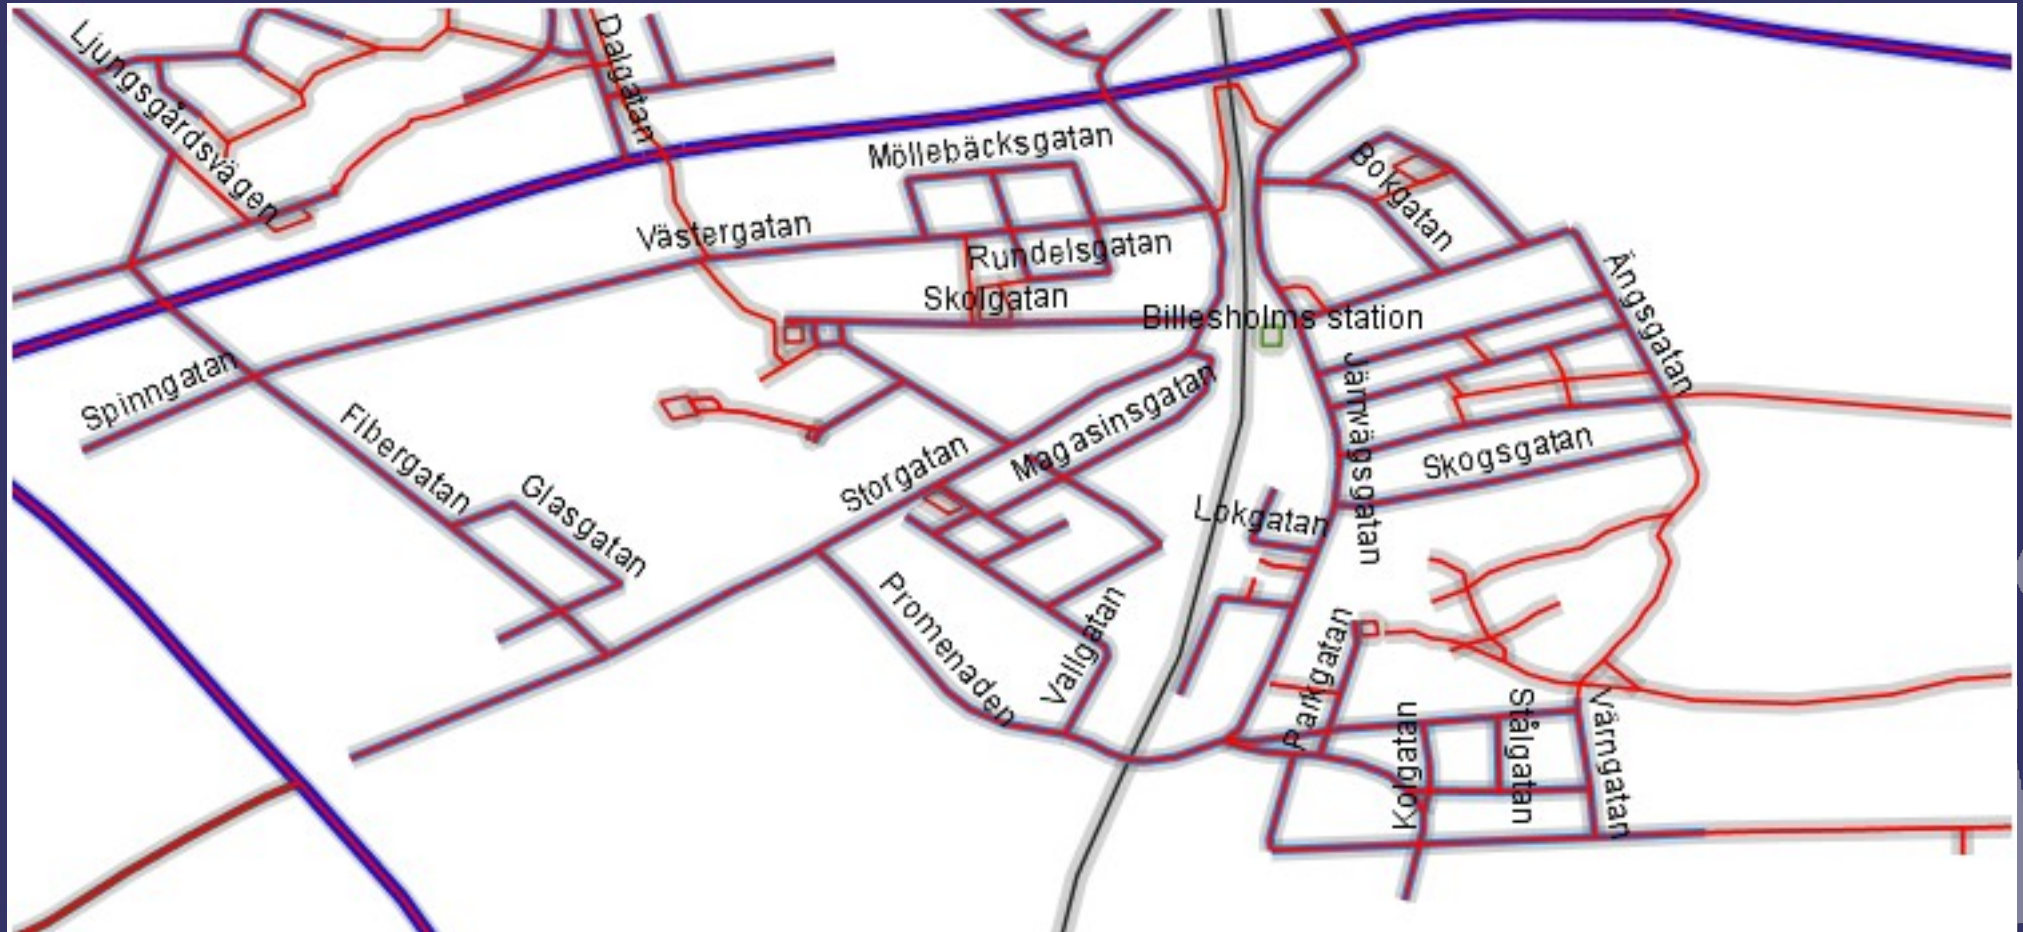 Ljungsgårdsvägen
Dalgatan
Möllebäcksgatan
Bokgatan
Västergatan
Rundelsgatan
Ängsgatan
Skolgatan
Billesholms station
Spinngatan
Järnvägsgatan
Fibergatan
Magasinsgatan
Storgatan
Skogsgatan
Glasgatan
Lokgatan
Promenaden
Vallgatan
Parkgatan
Kolgatan
Stålgatan
Värngatan